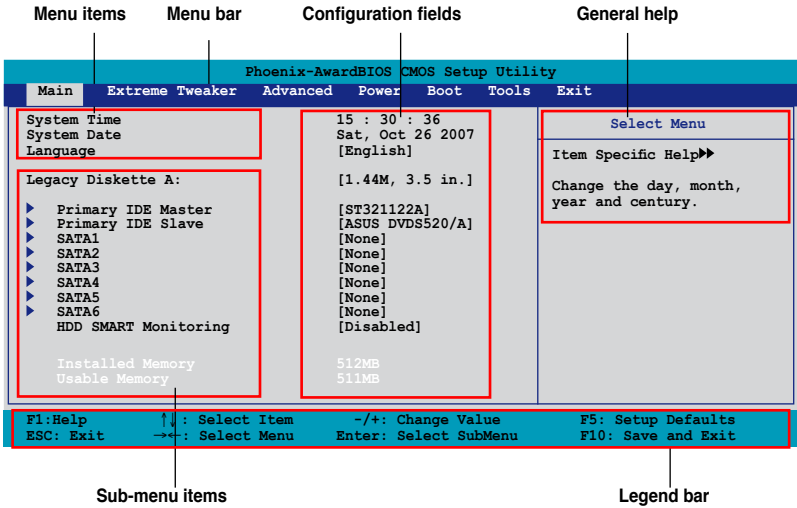 Menu items Menu bar Configuration fields General help
Phoenix-AwardBIOS CMOS Setup Utility
Main Extreme Tweaker Advanced Power Boot Tools Exit
System Time 15 : 30 : 36
System Date Sat, Oct 26 2007
Language [English]
Legacy Diskette A: [1.44M, 3.5 in.]
Primary IDE Master [ST321122A]
Primary IDE Slave [ASUS DVDS520/A]
SATA1 [None]
SATA2 [None]
SATA3 [None]
SATA4 [None]
SATA5 [None]
SATA6 [None]
HDD SMART Monitoring [Disabled]
Installed Memory 512MB
Usable Memory 511MB
Select Menu
Item Specific Help▶▶
Change the day, month,
year and century.
F1:Help ↑↓: Select Item -/+: Change Value F5: Setup Defaults
ESC: Exit →←: Select Menu Enter: Select SubMenu F10: Save and Exit
Sub-menu items Legend bar